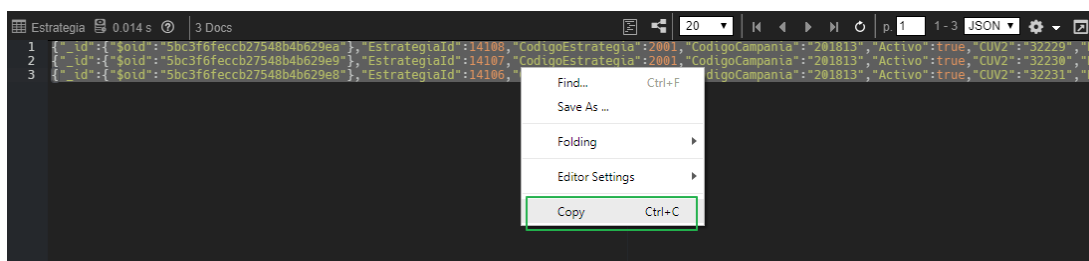 Estrategia 0.014 s 3 Docs 20 p. 1 1 - 3 JSON
1 {"_id":{"$oid":"5bc3f6feccb27548b4b629ea"},"EstrategiaId":14108,"CodigoEstrategia":2001,"CodigoCampania":"201813","Activo":true,"CUV2":"32229","
2 {"_id":{"$oid":"5bc3f6feccb27548b4b629e9"},"EstrategiaId":14107,"CodigoEstrategia":2001,"CodigoCampania":"201813","Activo":true,"CUV2":"32230","
3 {"_id":{"$oid":"5bc3f6feccb27548b4b629e8"},"EstrategiaId":14106," digoCampania":"201813","Activo":true,"CUV2":"32231","
Find... Ctrl+F
Save As ...
Folding
Editor Settings
Copy Ctrl+C